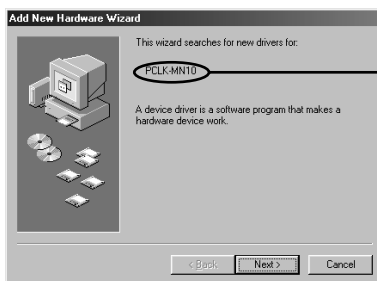 Add New Hardware Wizard
This wizard searches for new drivers for:
PCLK-MN10
A device driver is a software program that makes a
hardware device work.
< Back
Next >
Cancel